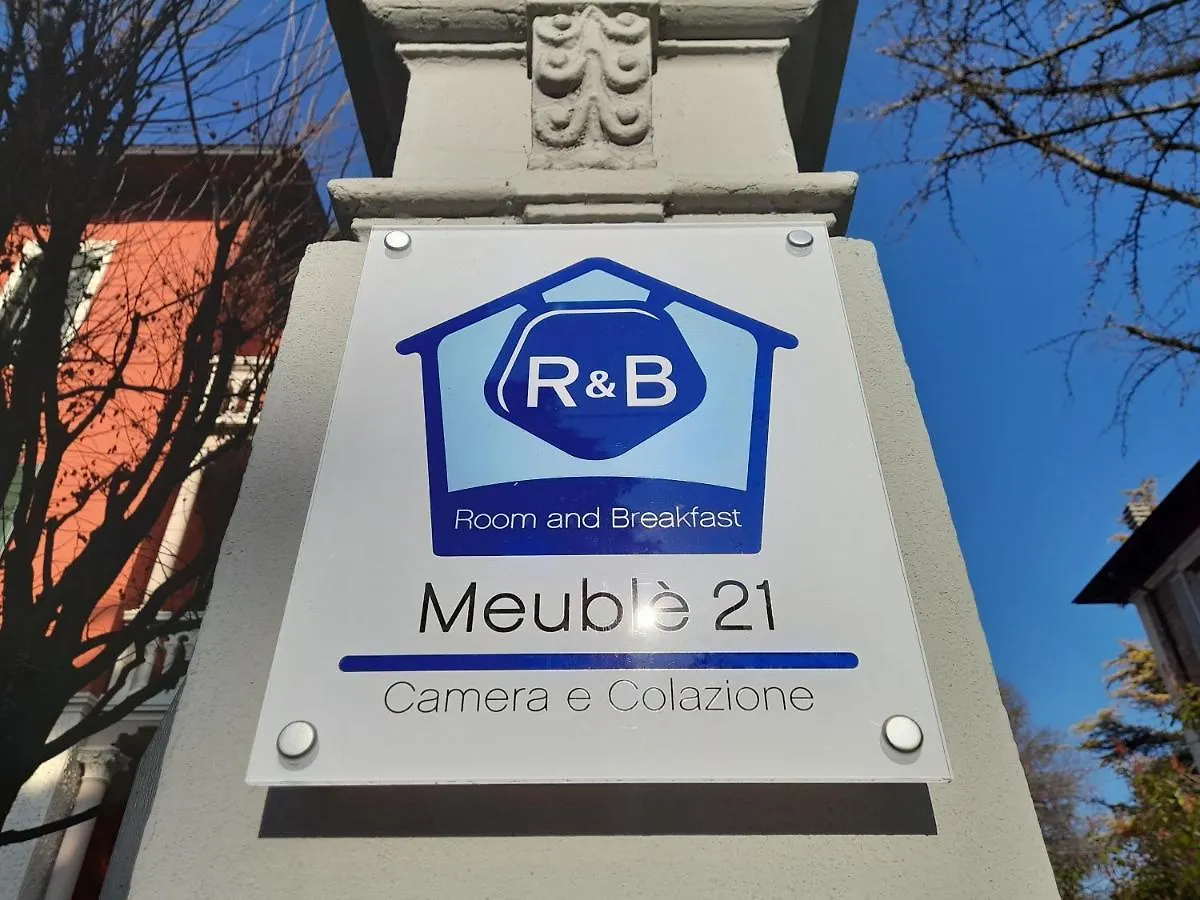 R&B
Room and Breakfast
Meublè 21
Camera e Colazione